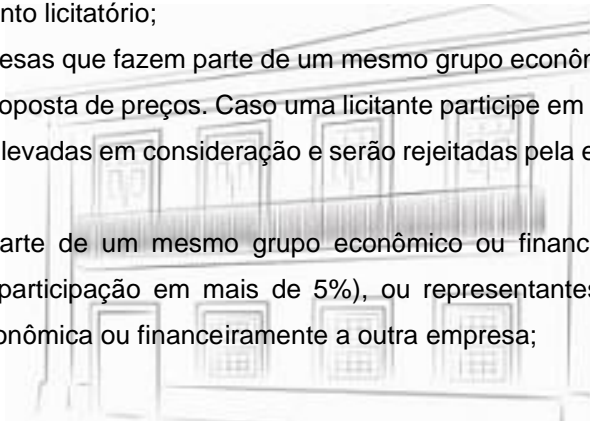 nto licitatório;
esas que fazem parte de um mesmo grupo econôn
oposta de preços. Caso uma licitante participe em
levadas em consideração e serão rejeitadas pela e
arte de um mesmo grupo econômico ou financ
participação em mais de 5%), ou representantes
onômica ou financeiramente a outra empresa;